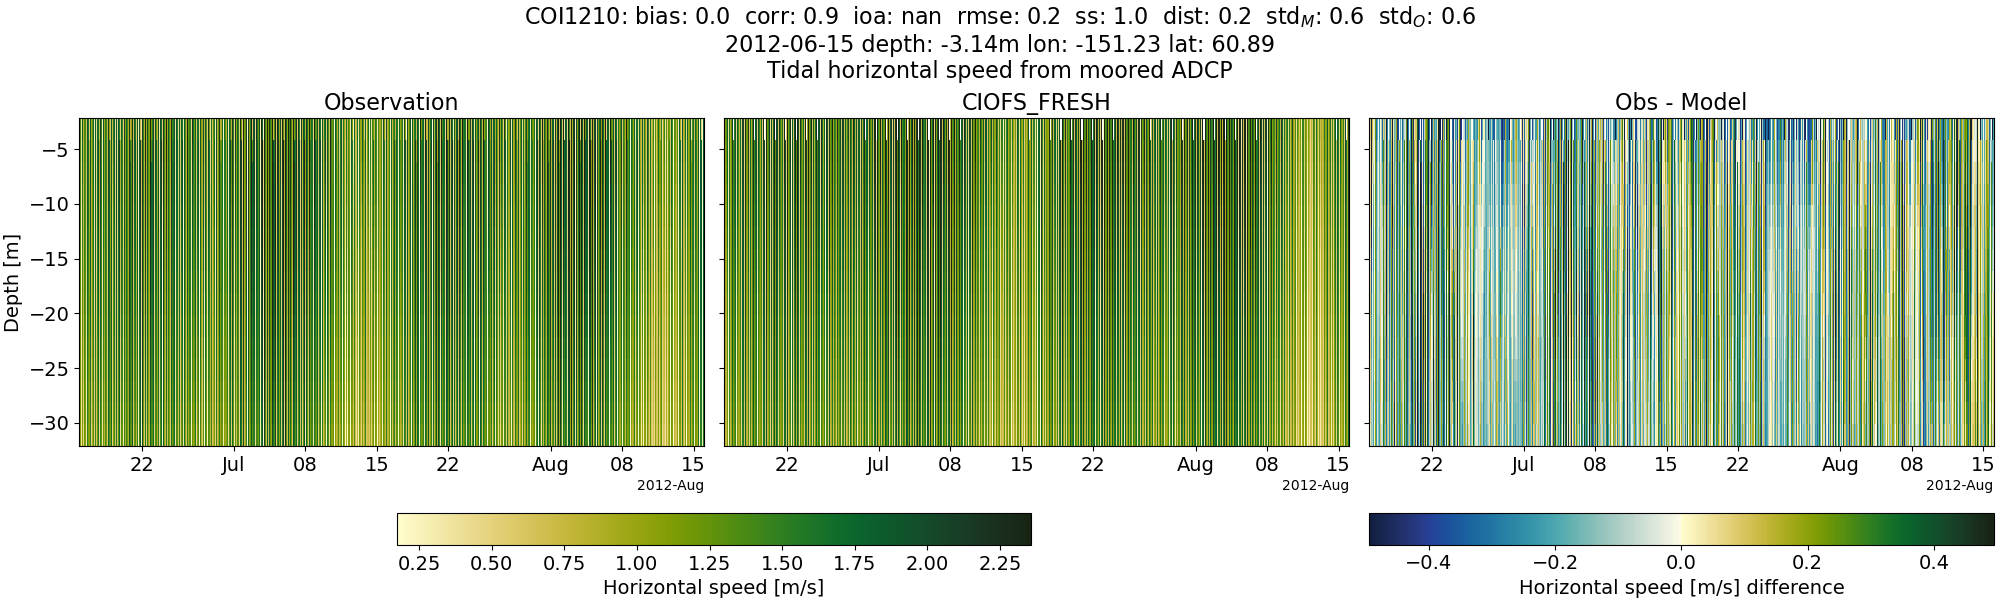 COI1210: bias: 0.0 corr: 0.9 ioa: nan rmse: 0.2 ss: 1.0 dist: 0.2 std_M: 0.6 std_O: 0.6
2012-06-15 depth: -3.14m lon: -151.23 lat: 60.89
Tidal horizontal speed from moored ADCP
Observation
CIOFS_FRESH
Obs - Model
Depth [m]
−5
−10
−15
−20
−25
−30
22 Jul 08 15 22 Aug 08 15
2012-Aug
22 Jul 08 15 22 Aug 08 15
2012-Aug
22 Jul 08 15 22 Aug 08 15
2012-Aug
0.25 0.50 0.75 1.00 1.25 1.50 1.75 2.00 2.25
Horizontal speed [m/s]
−0.4 −0.2 0.0 0.2 0.4
Horizontal speed [m/s] difference